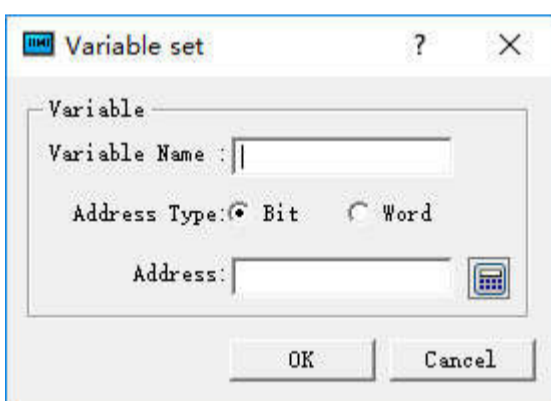 Variable set ?
Variable
Variable Name :
Address Type: Bit Word
Address:
OK Cancel